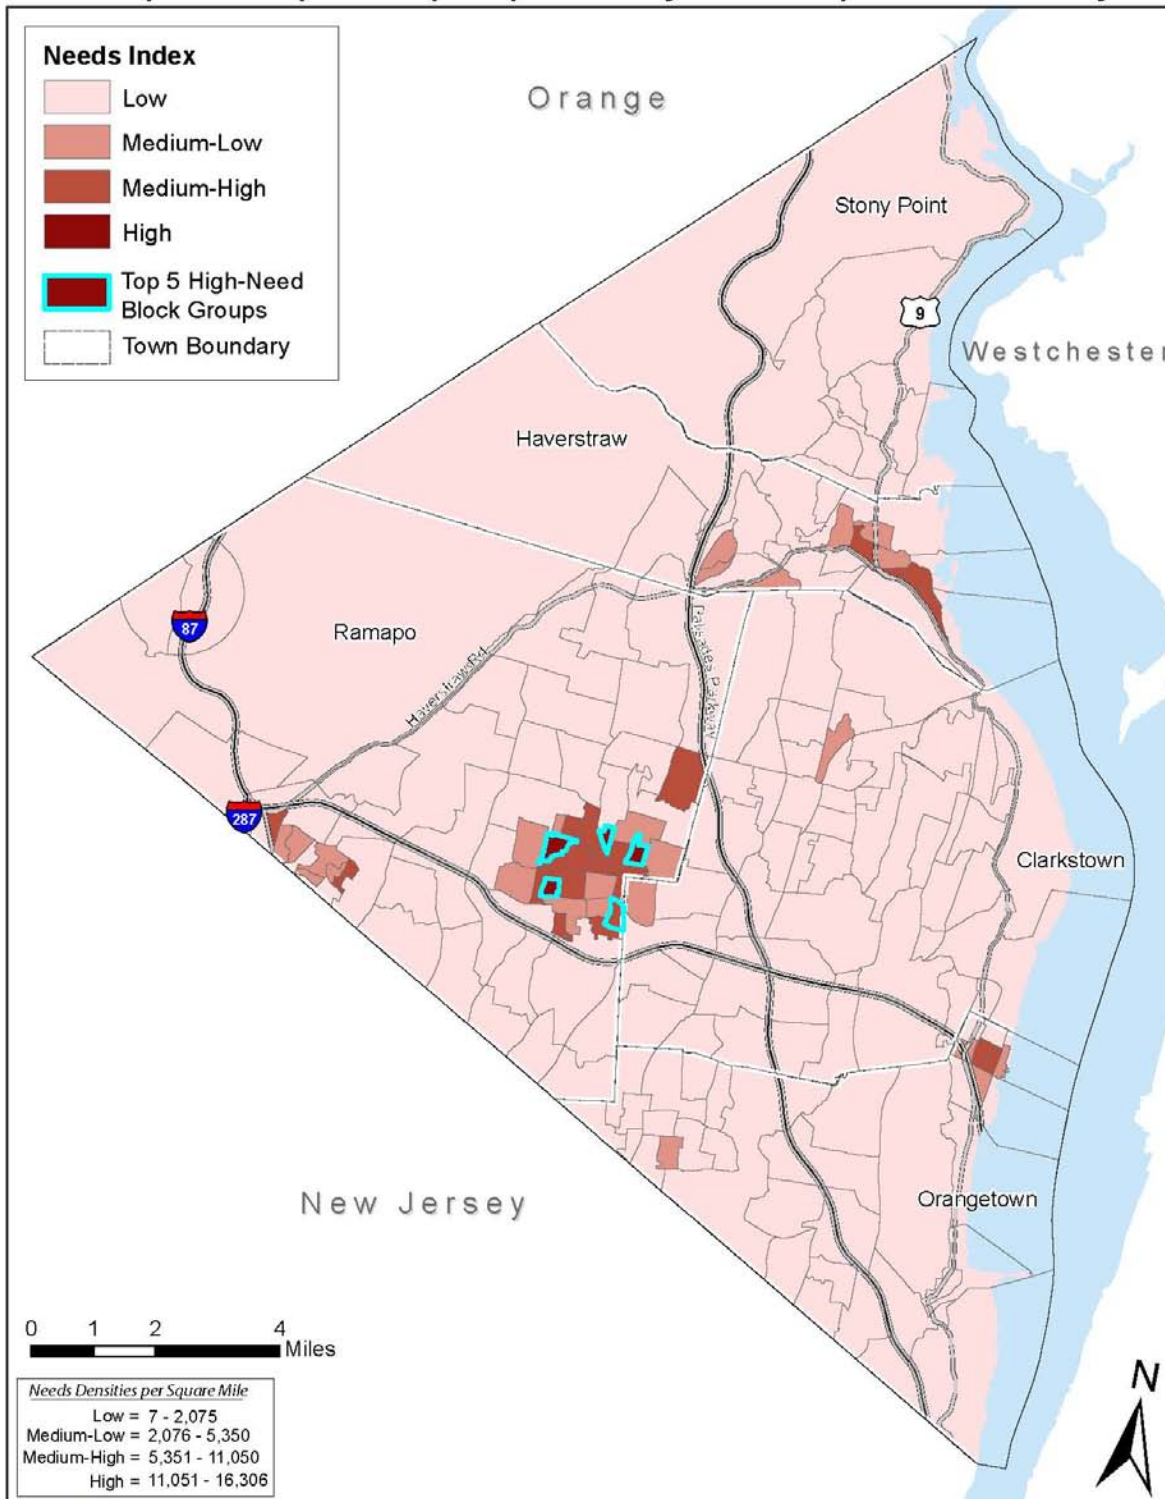 Needs Index
Low
Medium-Low
Medium-High
High
Top 5 High-Need
Block Groups
Town Boundary
Orange
Stony Point
9
Westchester
Haverstraw
87
Ramapo
Haverstraw Rd
Palisades Parkway
287
Clarkstown
New Jersey
Orangetown
0 1 2 4
Miles
N
Needs Densities per Square Mile
Low = 7 - 2,075
Medium-Low = 2,076 - 5,350
Medium-High = 5,351 - 11,050
High = 11,051 - 16,306